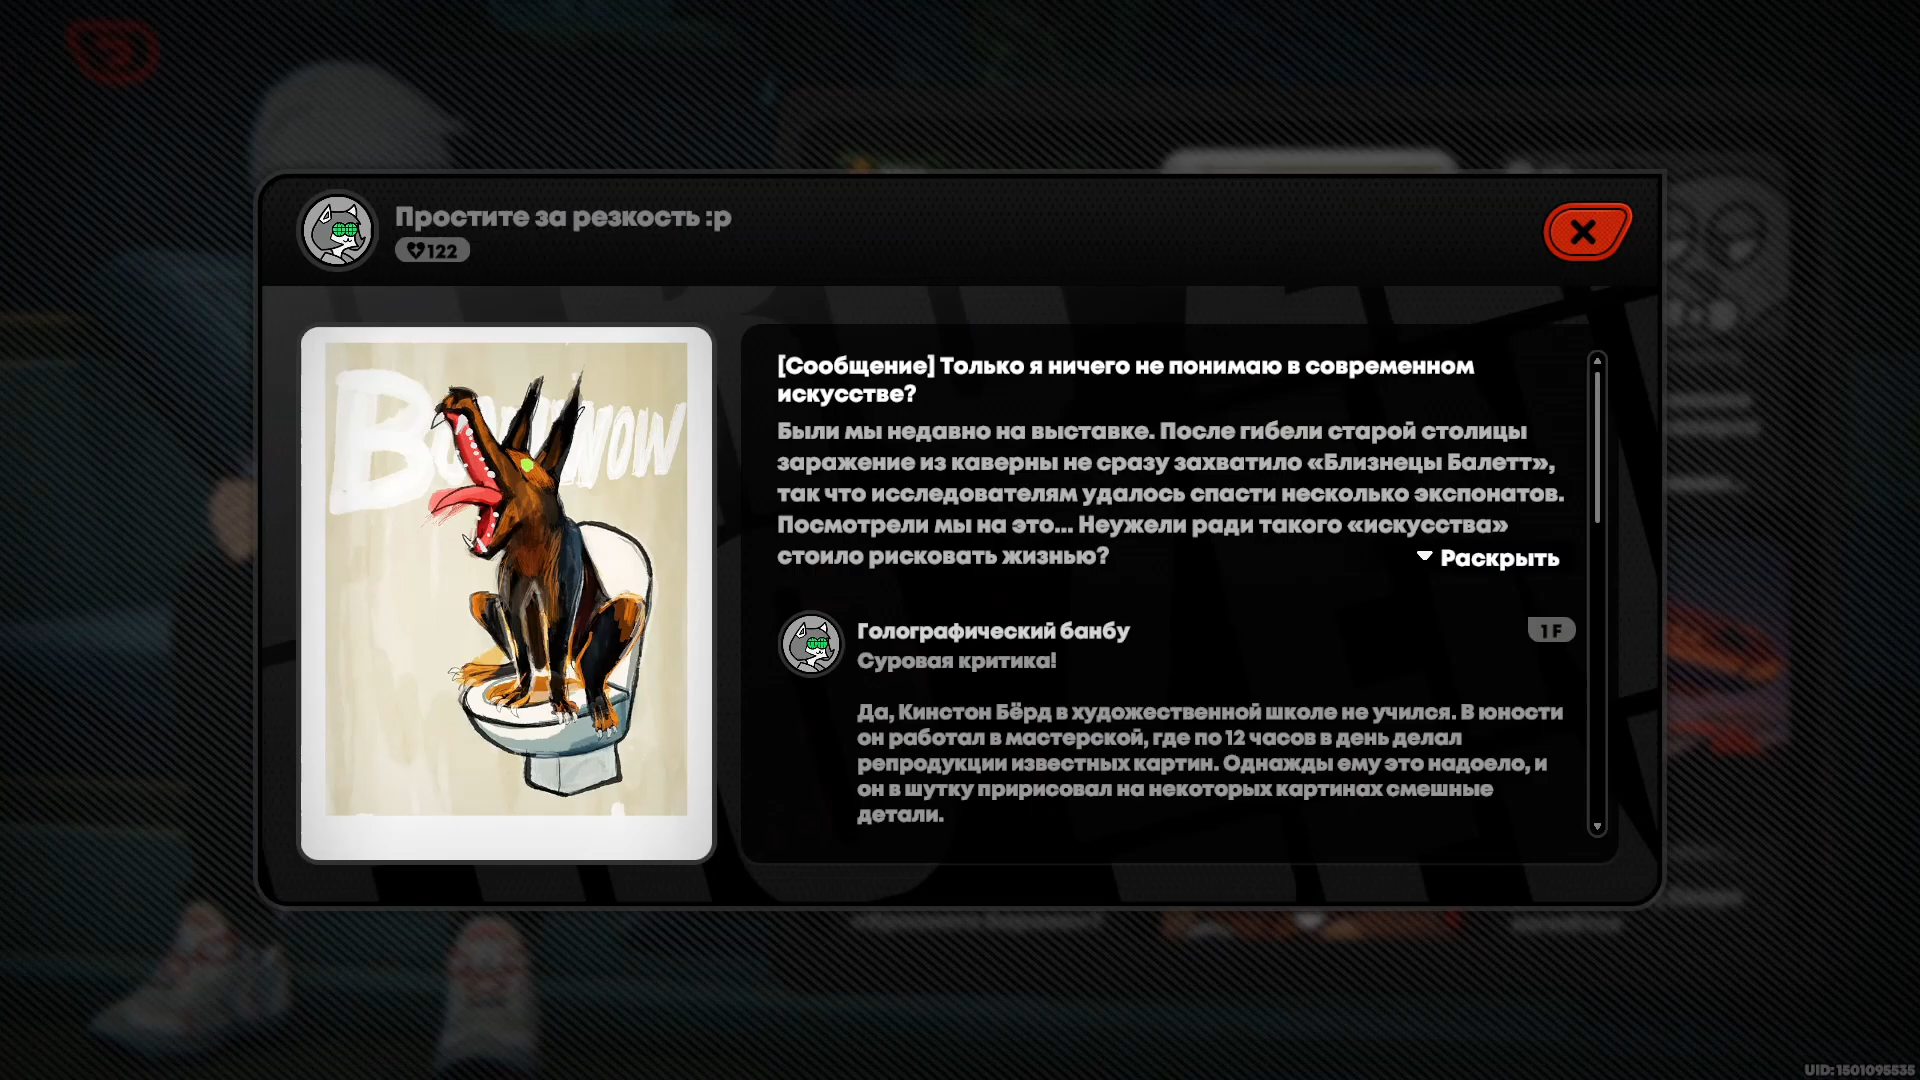 Простите за резкость :p
122
[Сообщение] Только я ничего не понимаю в современном
искусстве?
Были мы недавно на выставке. После гибели старой столицы
заражение из каверны не сразу захватило «Близнецы Балетт»,
так что исследователям удалось спасти несколько экспонатов.
Посмотрели мы на это... Неужели ради такого «искусства»
стоило рисковать жизнью?
Раскрыть
Голографический банбу
1F
Суровая критика!
Да, Кинстон Бёрд в художественной школе не учился. В юности
он работал в мастерской, где по 12 часов в день делал
репродукции известных картин. Однажды ему это надоело, и
он в шутку пририсовал на некоторых картинах смешные
детали.
UID: 1501095535